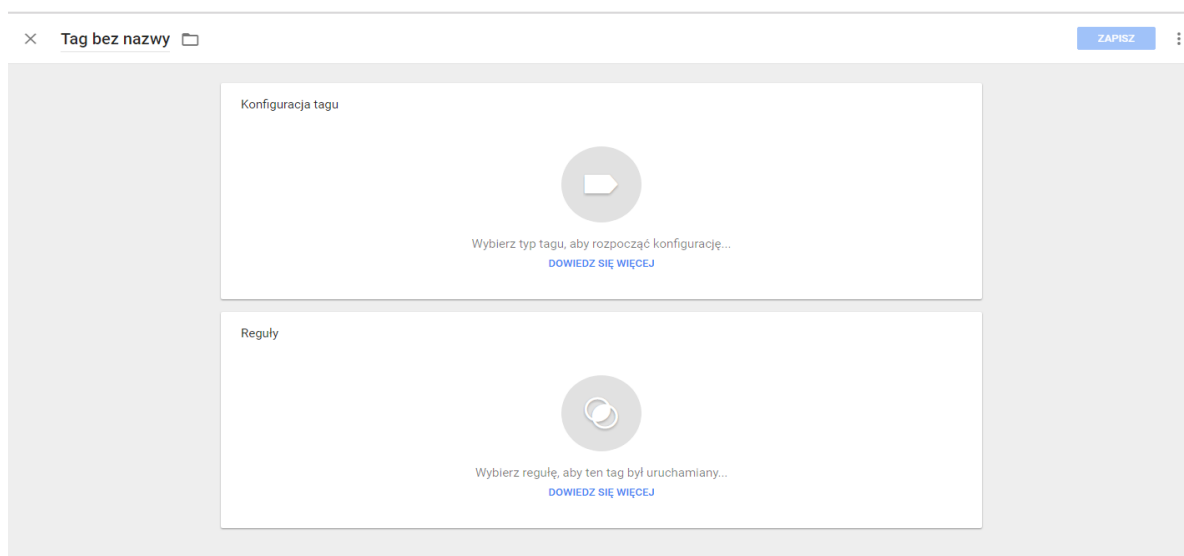 Tag bez nazwy
ZAPISZ
Konfiguracja tagu
Wybierz typ tagu, aby rozpocząć konfigurację...
DOWIEDZ SIĘ WIĘCEJ
Reguły
Wybierz regułę, aby ten tag był uruchamiany...
DOWIEDZ SIĘ WIĘCEJ